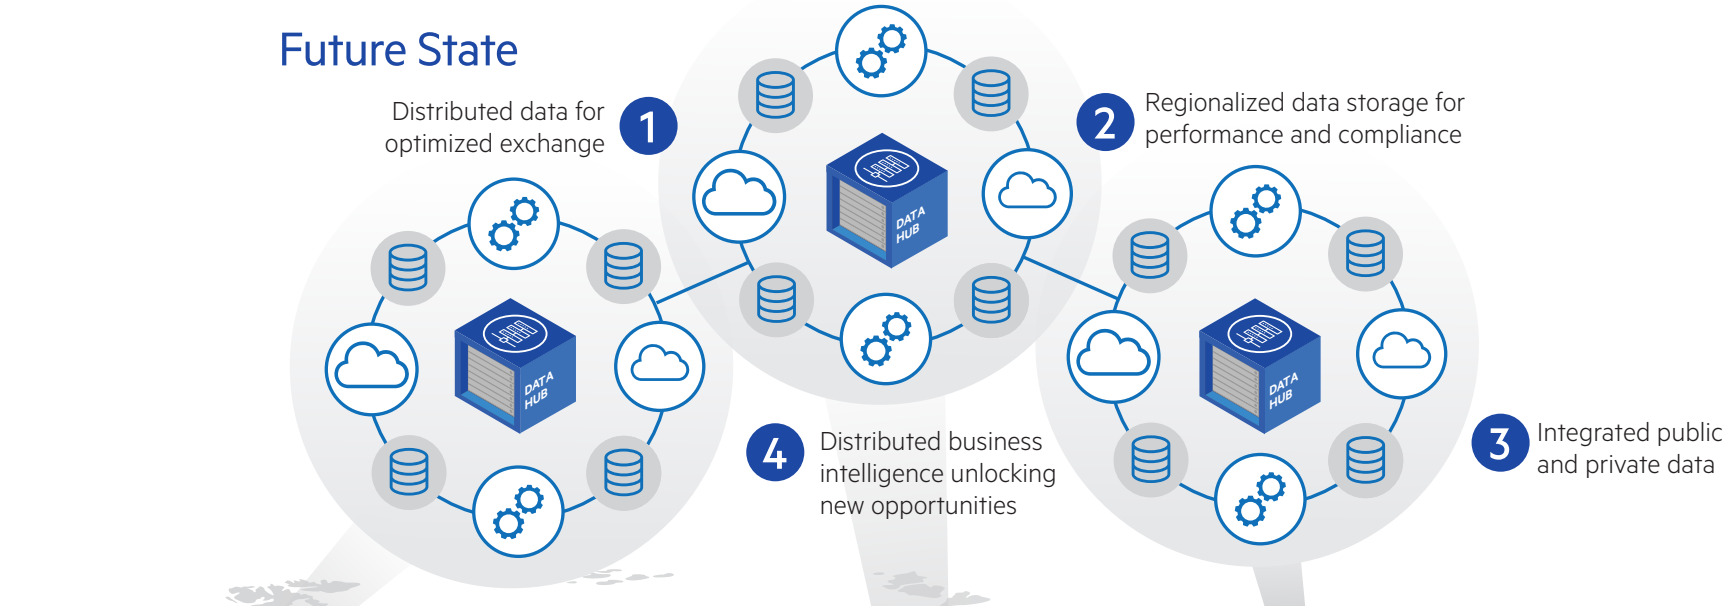 Future State
1
Distributed data for
optimized exchange
2
Regionalized data storage for
performance and compliance
DATA
HUB
DATA
HUB
DATA
HUB
3
Integrated public
and private data
4
Distributed business
intelligence unlocking
new opportunities